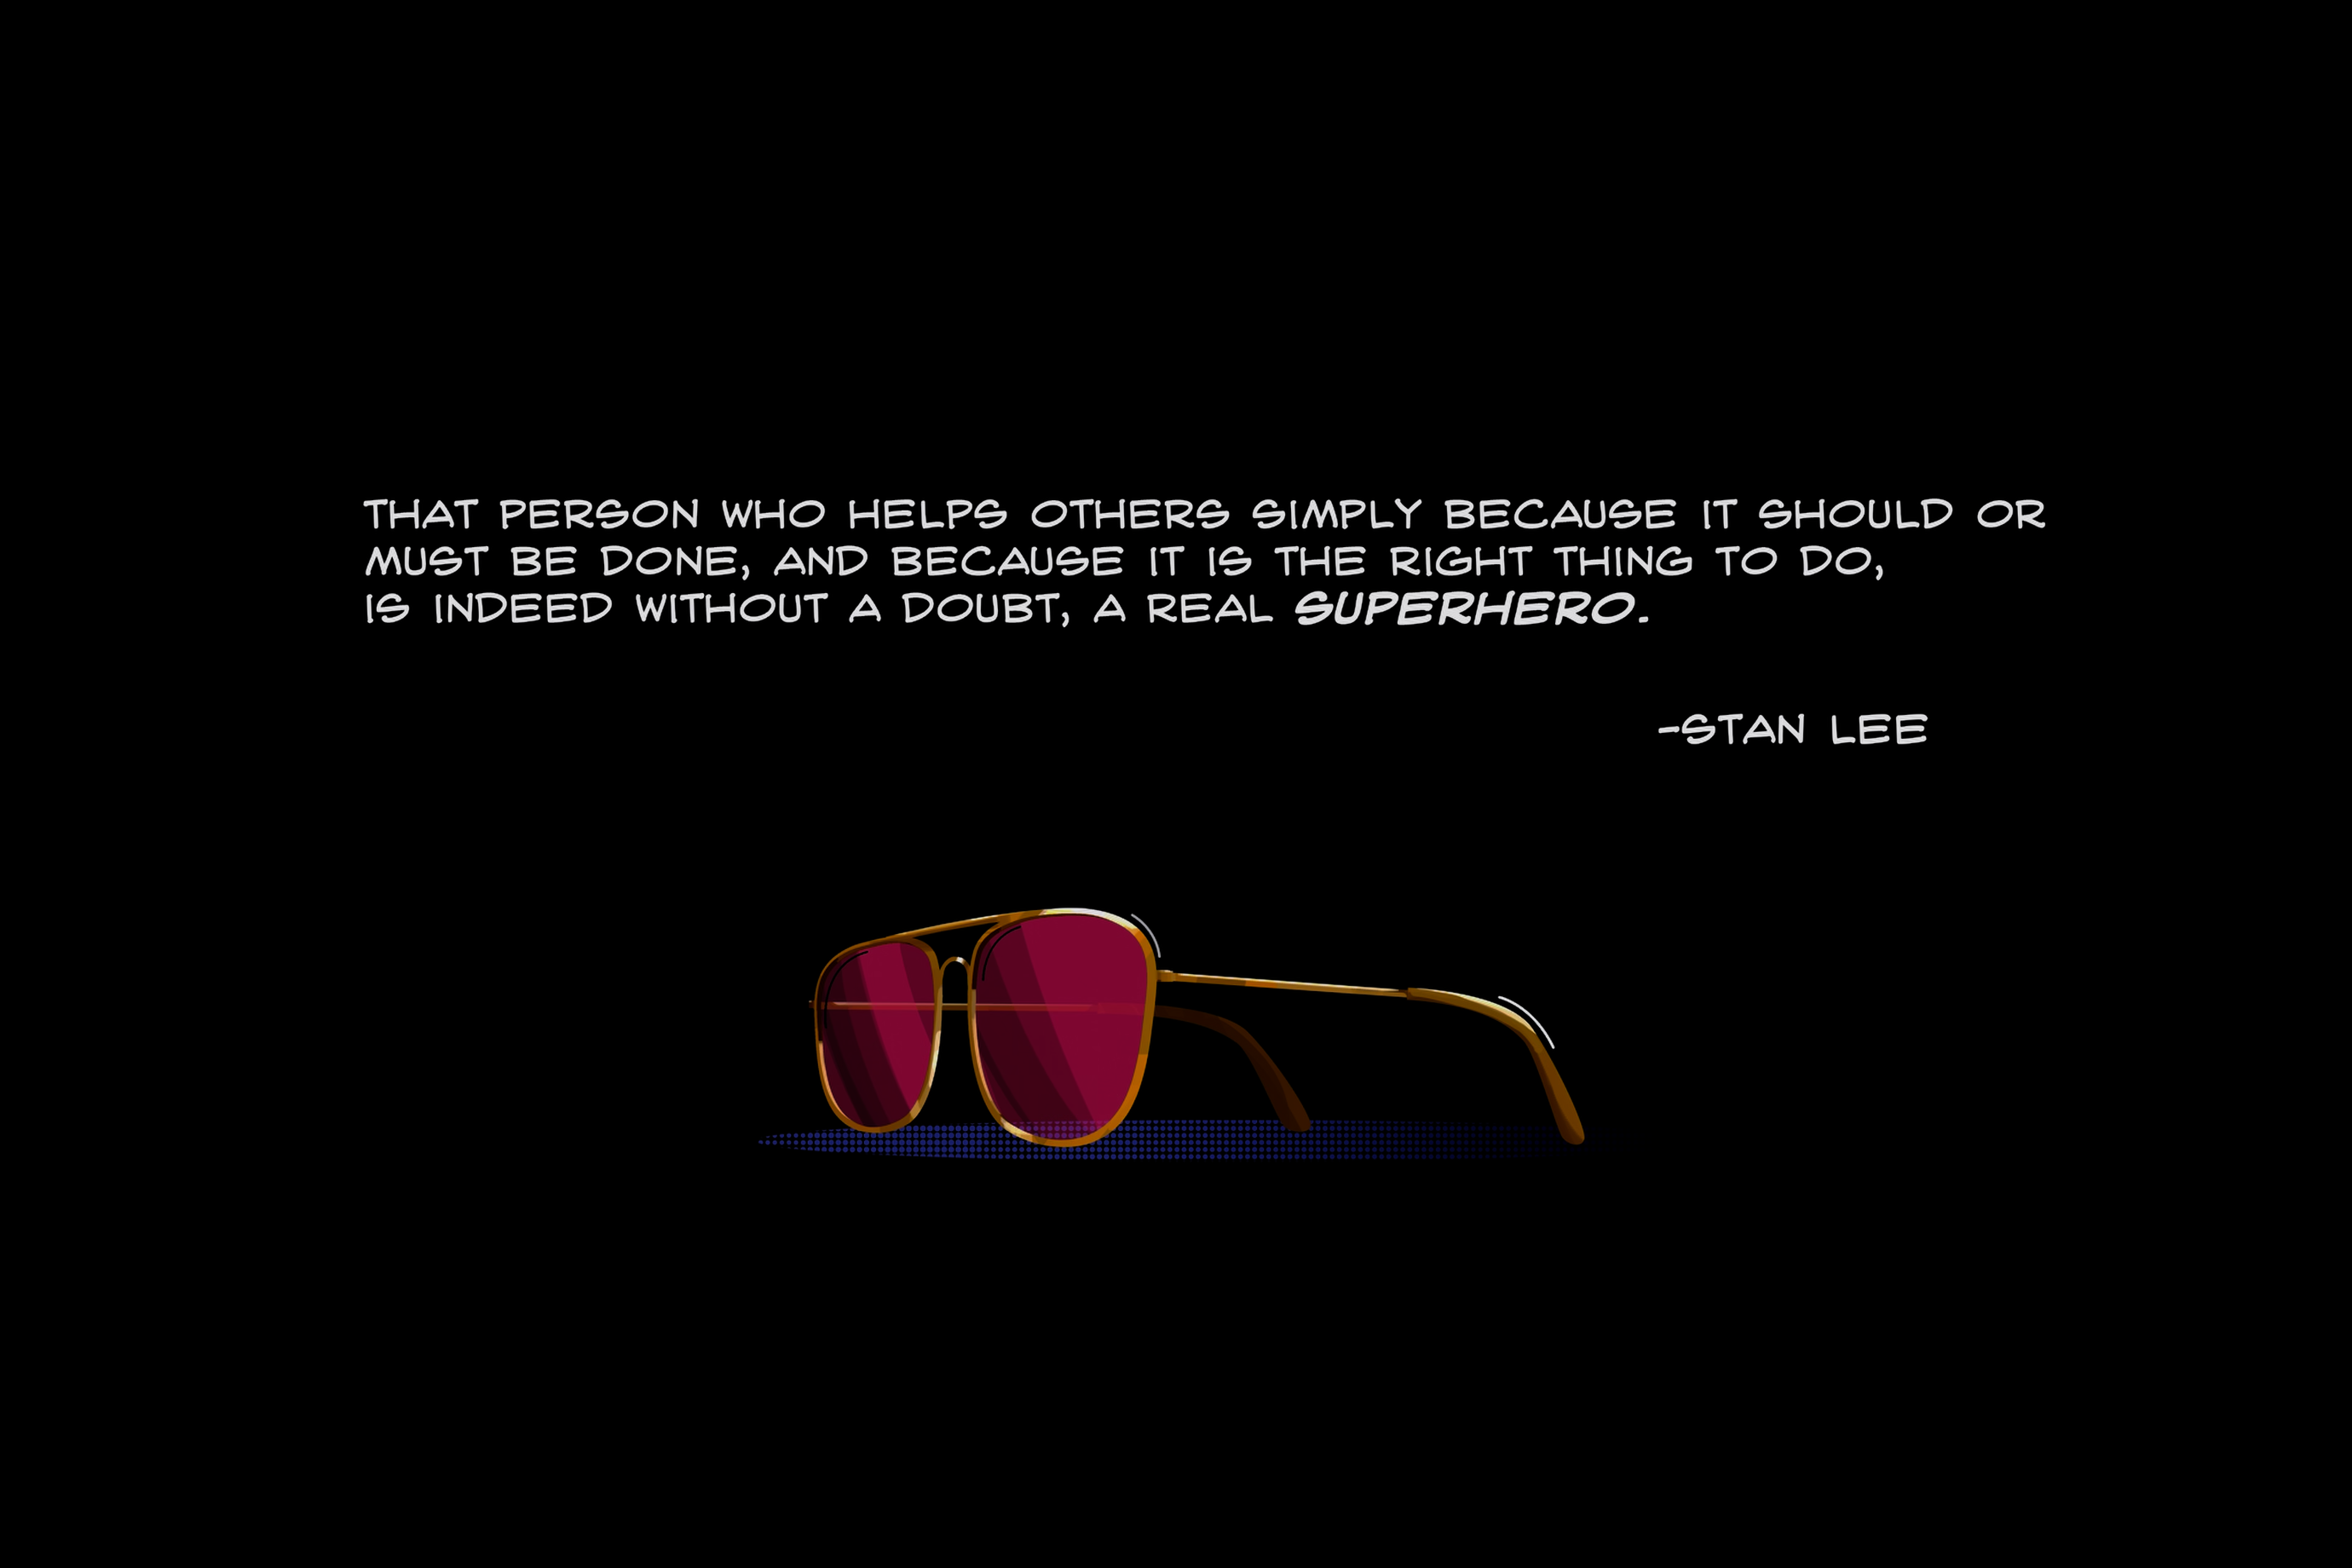 THAT PERSON WHO HELPS OTHERS SIMPLY BECAUSE IT SHOULD OR
MUST BE DONE, AND BECAUSE IT IS THE RIGHT THING TO DO,
IS INDEED WITHOUT A DOUBT, A REAL SUPERHERO.
-STAN LEE